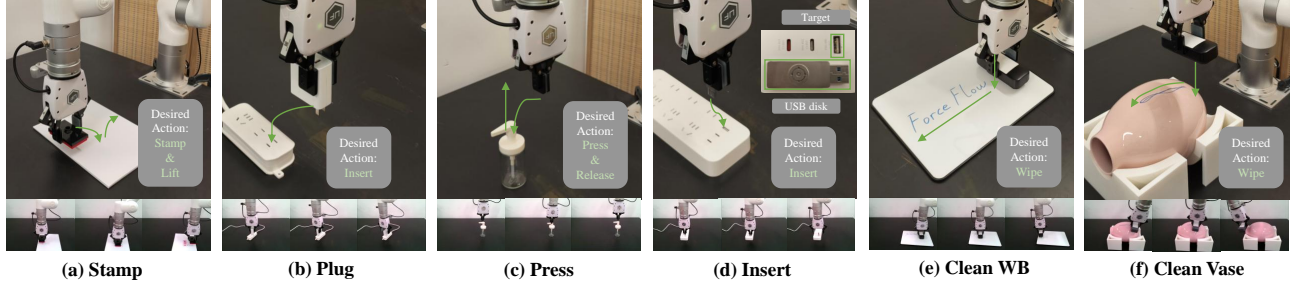 Desired
Action:
Stamp
&
Lift
Desired
Action:
Insert
Desired
Action:
Press
&
Release
Target
USB disk
Desired
Action:
Insert
Force Flow
Desired
Action:
Wipe
Desired
Action:
Wipe
(a) Stamp
(b) Plug
(c) Press
(d) Insert
(e) Clean WB
(f) Clean Vase